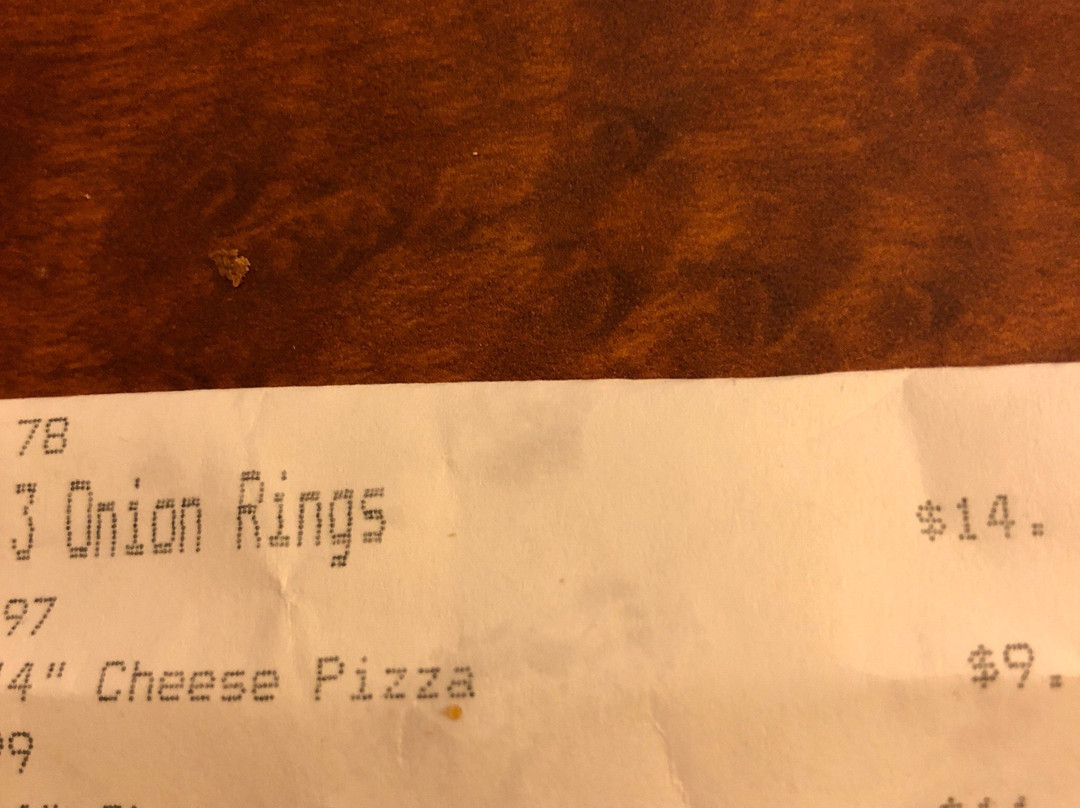 78
3 Onion Rings $14.
97
4" Cheese Pizza $9.
99